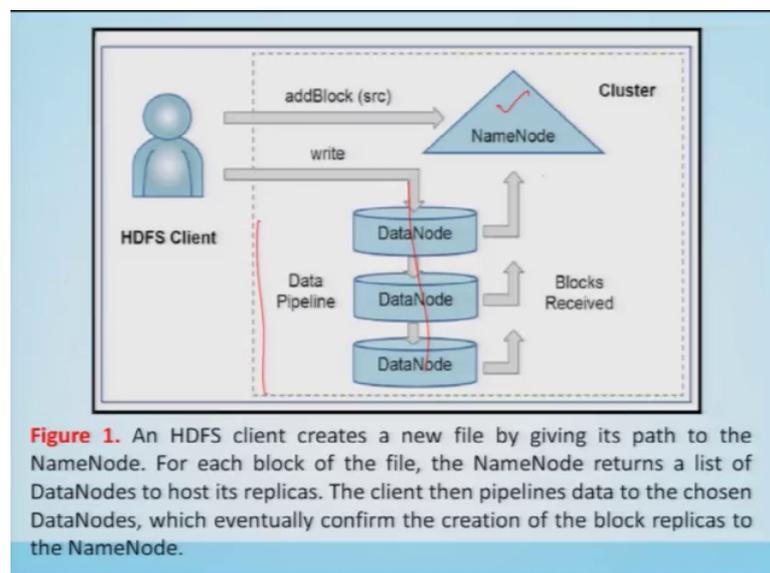 addBlock (src)
Cluster
NameNode
write
HDFS Client
DataNode
Data
Pipeline
DataNode
Blocks
Received
DataNode
Figure 1. An HDFS client creates a new file by giving its path to the
NameNode. For each block of the file, the NameNode returns a list of
DataNodes to host its replicas. The client then pipelines data to the chosen
DataNodes, which eventually confirm the creation of the block replicas to
the NameNode.